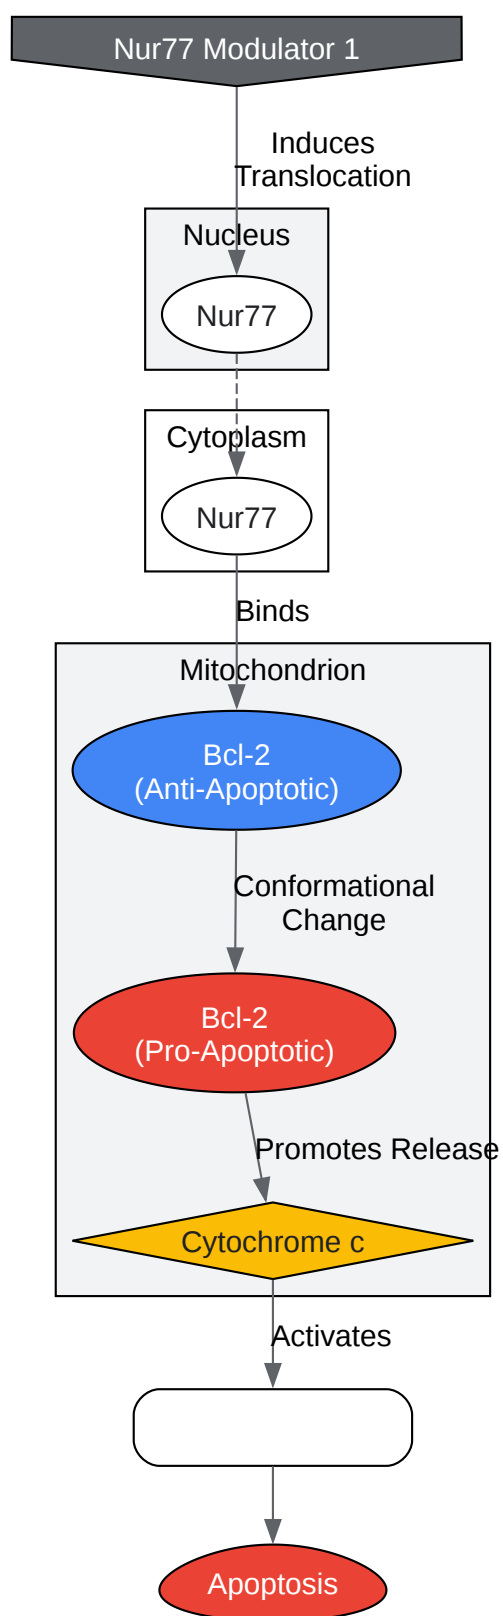 Nur77 Modulator 1
Induces
Translocation
Nucleus
Nur77
Cytoplasm
Nur77
Binds
Mitochondrion
Bcl-2
(Anti-Apoptotic)
Conformational
Change
Bcl-2
(Pro-Apoptotic)
Promotes Release
Cytochrome c
Activates
Apoptosis